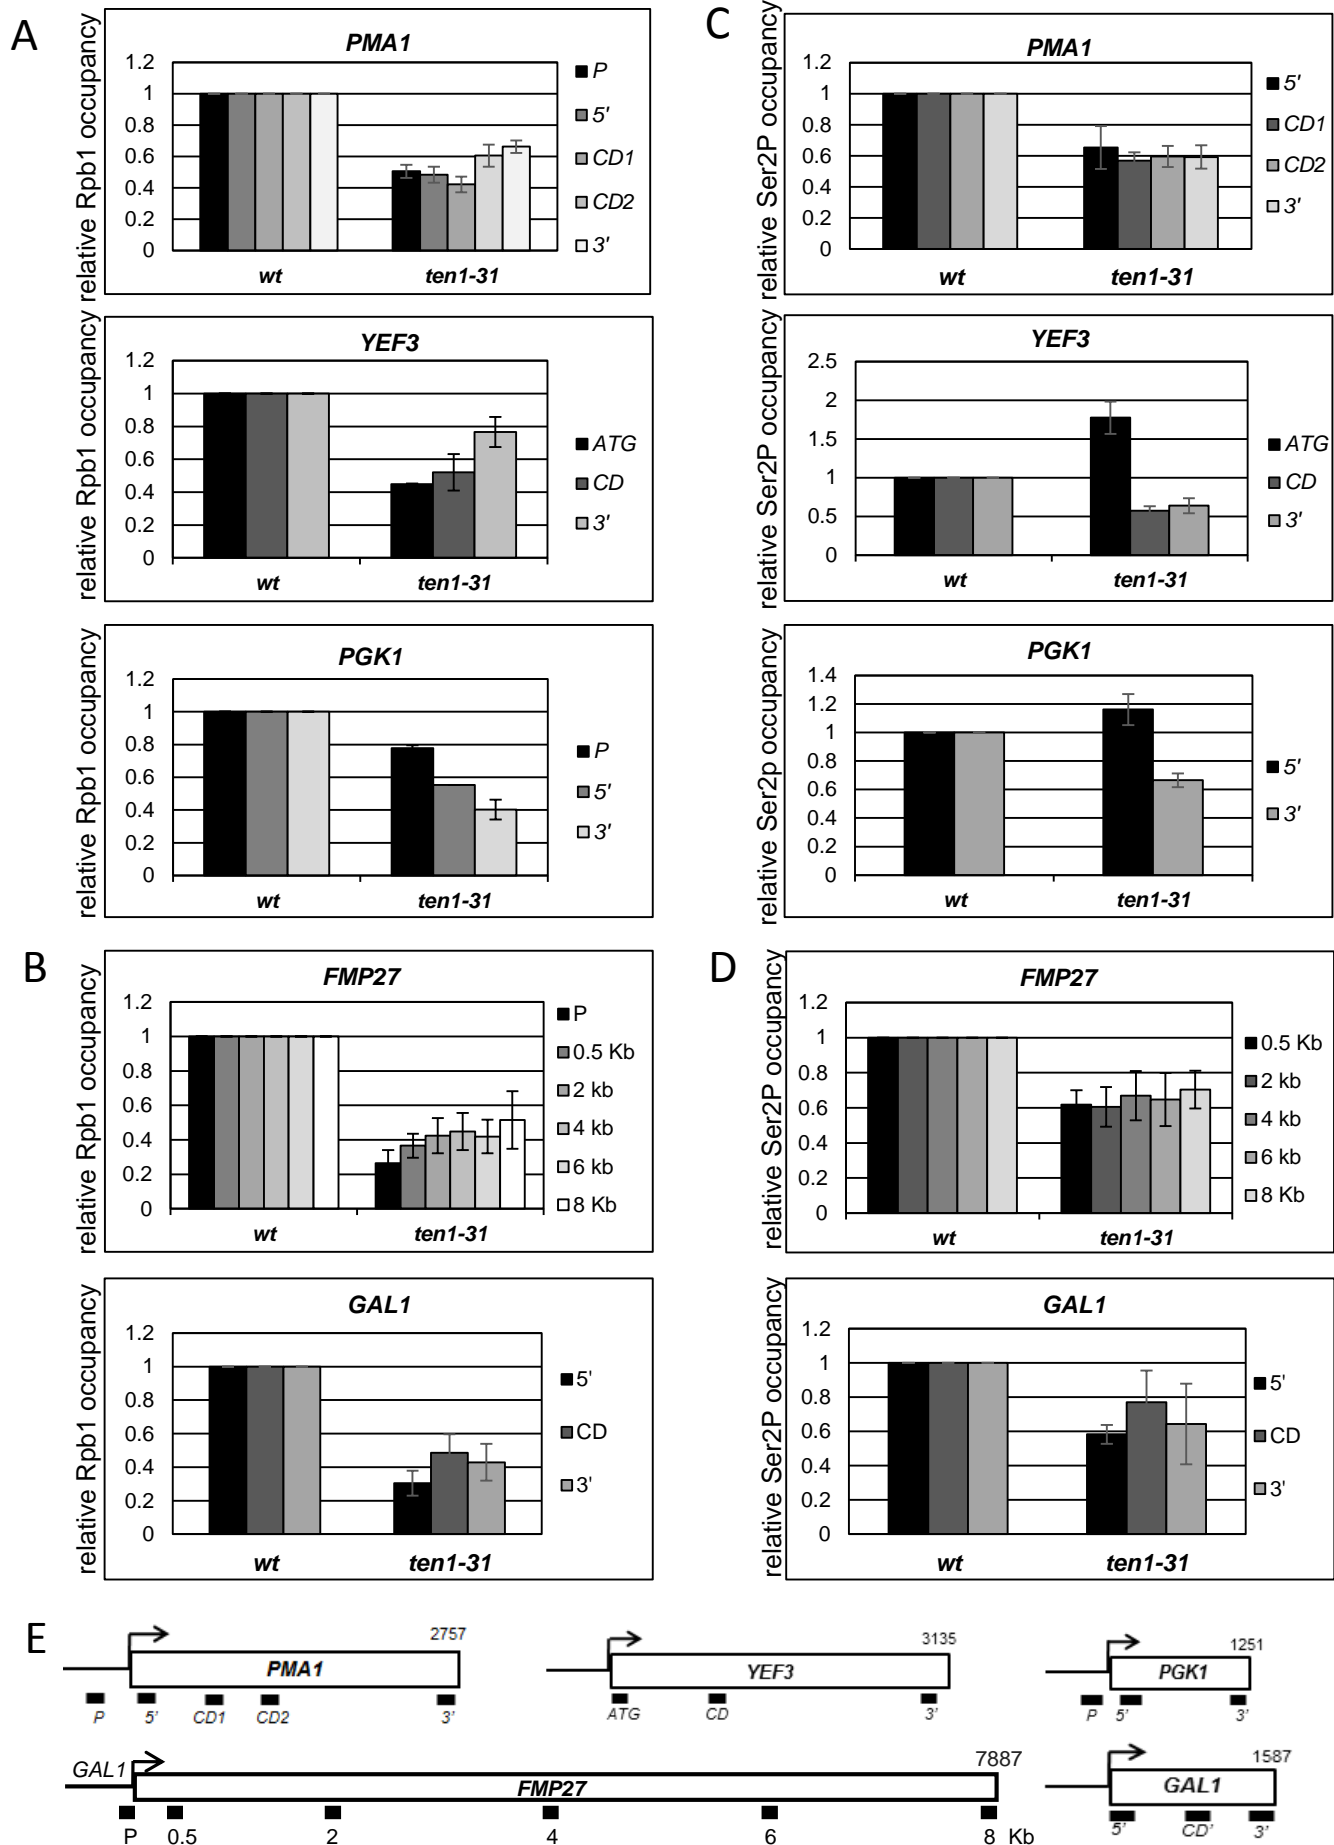 A
PMA1
relative Rpb1 occupancy
1.2
1
0.8
0.6
0.4
0.2
0
wt
ten1-31
P
5'
CD1
CD2
3'
YEF3
relative Rpb1 occupancy
1.2
1
0.8
0.6
0.4
0.2
0
wt
ten1-31
ATG
CD
3'
PGK1
relative Rpb1 occupancy
1.2
1
0.8
0.6
0.4
0.2
0
wt
ten1-31
P
5'
3'
B
FMP27
relative Rpb1 occupancy
1.2
1
0.8
0.6
0.4
0.2
0
wt
ten1-31
P
0.5 Kb
2 kb
4 kb
6 kb
8 Kb
GAL1
relative Rpb1 occupancy
1.2
1
0.8
0.6
0.4
0.2
0
wt
ten1-31
5'
CD
3'
C
PMA1
relative Ser2P occupancy
1.2
1
0.8
0.6
0.4
0.2
0
wt
ten1-31
5'
CD1
CD2
3'
YEF3
relative Ser2P occupancy
2.5
2
1.5
1
0.5
0
wt
ten1-31
ATG
CD
3'
PGK1
relative Ser2p occupancy
1.4
1.2
1
0.8
0.6
0.4
0.2
0
wt
ten1-31
5'
3'
D
FMP27
relative Ser2P occupancy
1.2
1
0.8
0.6
0.4
0.2
0
wt
ten1-31
0.5 Kb
2 kb
4 kb
6 kb
8 Kb
GAL1
relative Ser2P occupancy
1.2
1
0.8
0.6
0.4
0.2
0
wt
ten1-31
5'
CD
3'
E
2757
PMA1
P 5' CD1 CD2 3'
3135
YEF3
ATG CD 3'
1251
PGK1
P 5' 3'
GAL1
7887
FMP27
P 0.5 2 4 6 8 Kb
1587
GAL1
5' CD' 3'